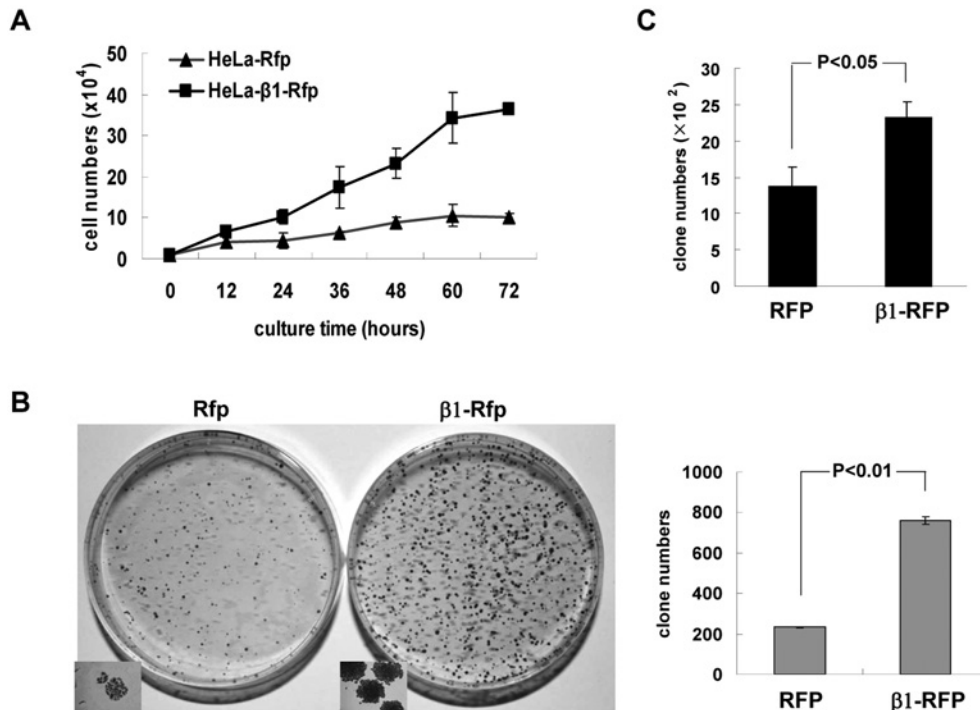 A
cell numbers (x10⁴)
50
40
30
20
10
0
HeLa-Rfp
HeLa-β1-Rfp
0 12 24 36 48 60 72
culture time (hours)
C
clone numbers (×10⁻²)
30
25
20
15
10
5
0
P<0.05
RFP β1-RFP
B
Rfp β1-Rfp
clone numbers
1000
800
600
400
200
0
P<0.01
RFP β1-RFP